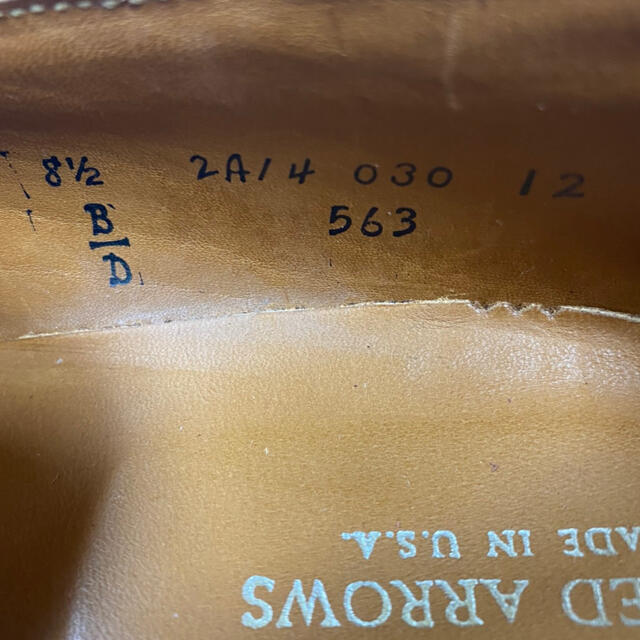 8½ 2A14 030 12
B/D 563
ED ARROWS
ADE IN U.S.A.